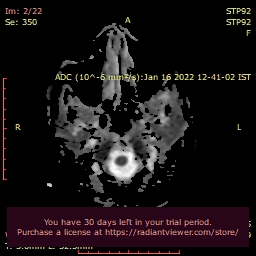 Im: 2/22
Se: 350
A
STP92
STP92
F
ADC (10^-6 mm²/s):Jan 16 2022 12-41-02 IST
R
L
You have 30 days left in your trial period.
Purchase a license at https://radiantviewer.com/store/